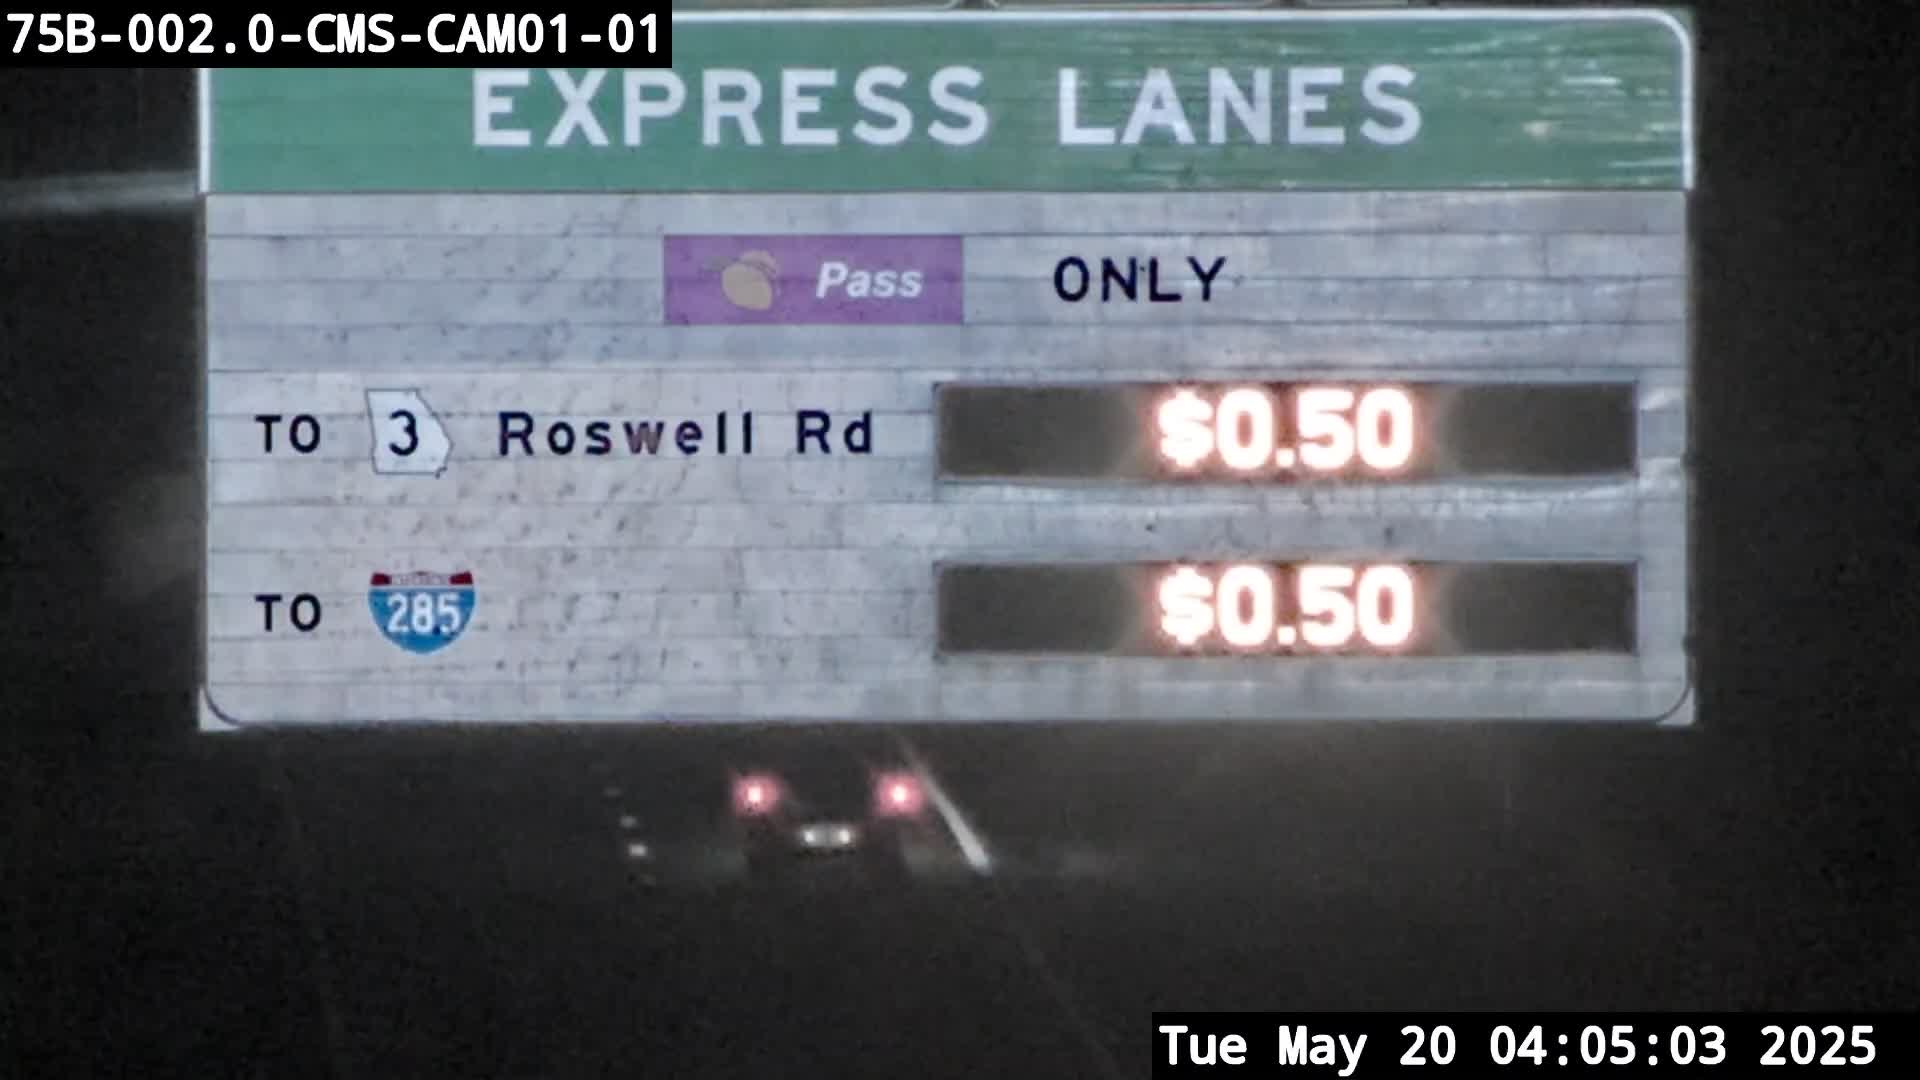 75B-002.0-CMS-CAM01-01
EXPRESS LANES
Pass ONLY
TO 3 Roswell Rd $0.50
TO 285 $0.50
Tue May 20 04:05:03 2025